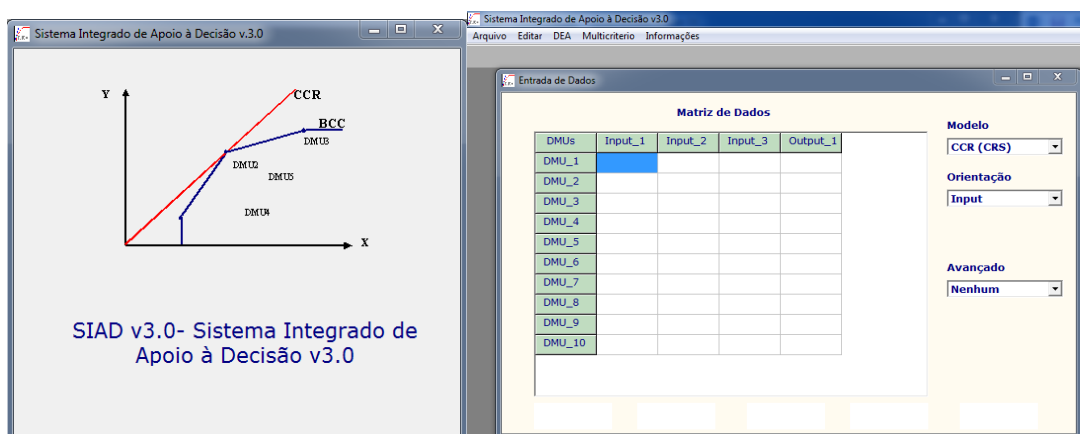 Sistema Integrado de Apoio à Decisão v.3.0
Y
CCR
BCC
DMU3
DMU2
DMU5
DMU4
X
SIAD v3.0- Sistema Integrado de
Apoio à Decisão v3.0
Sistema Integrado de Apoio à Decisão v3.0
Arquivo Editar DEA Multicriterio Informações
Entrada de Dados
Matriz de Dados
DMUs Input_1 Input_2 Input_3 Output_1
DMU_1
DMU_2
DMU_3
DMU_4
DMU_5
DMU_6
DMU_7
DMU_8
DMU_9
DMU_10
Modelo
CCR (CRS)
Orientação
Input
Avançado
Nenhum